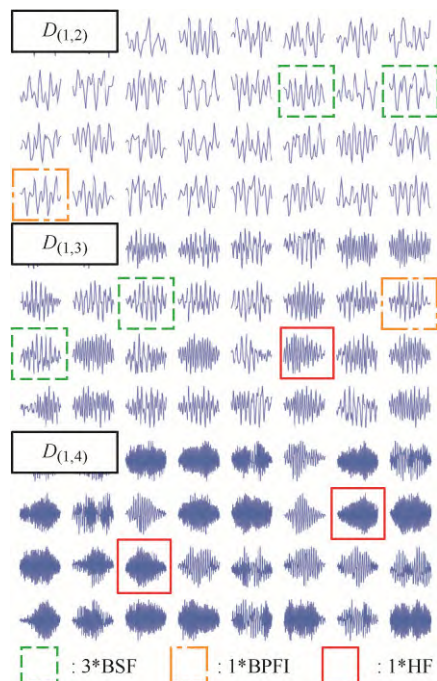 D(1,2)
D(1,3)
D(1,4)
: 3*BSF : 1*BPFI : 1*HF